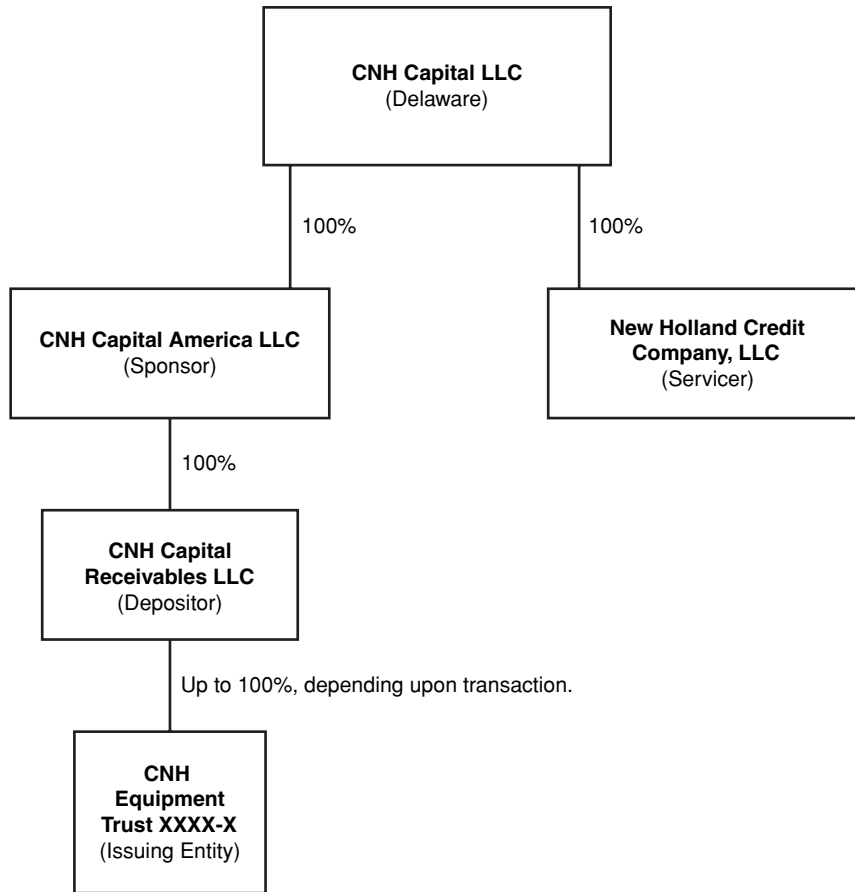 CNH Capital LLC
(Delaware)
100%
100%
CNH Capital America LLC
(Sponsor)
New Holland Credit
Company, LLC
(Servicer)
100%
CNH Capital
Receivables LLC
(Depositor)
Up to 100%, depending upon transaction.
CNH
Equipment
Trust XXXX-X
(Issuing Entity)